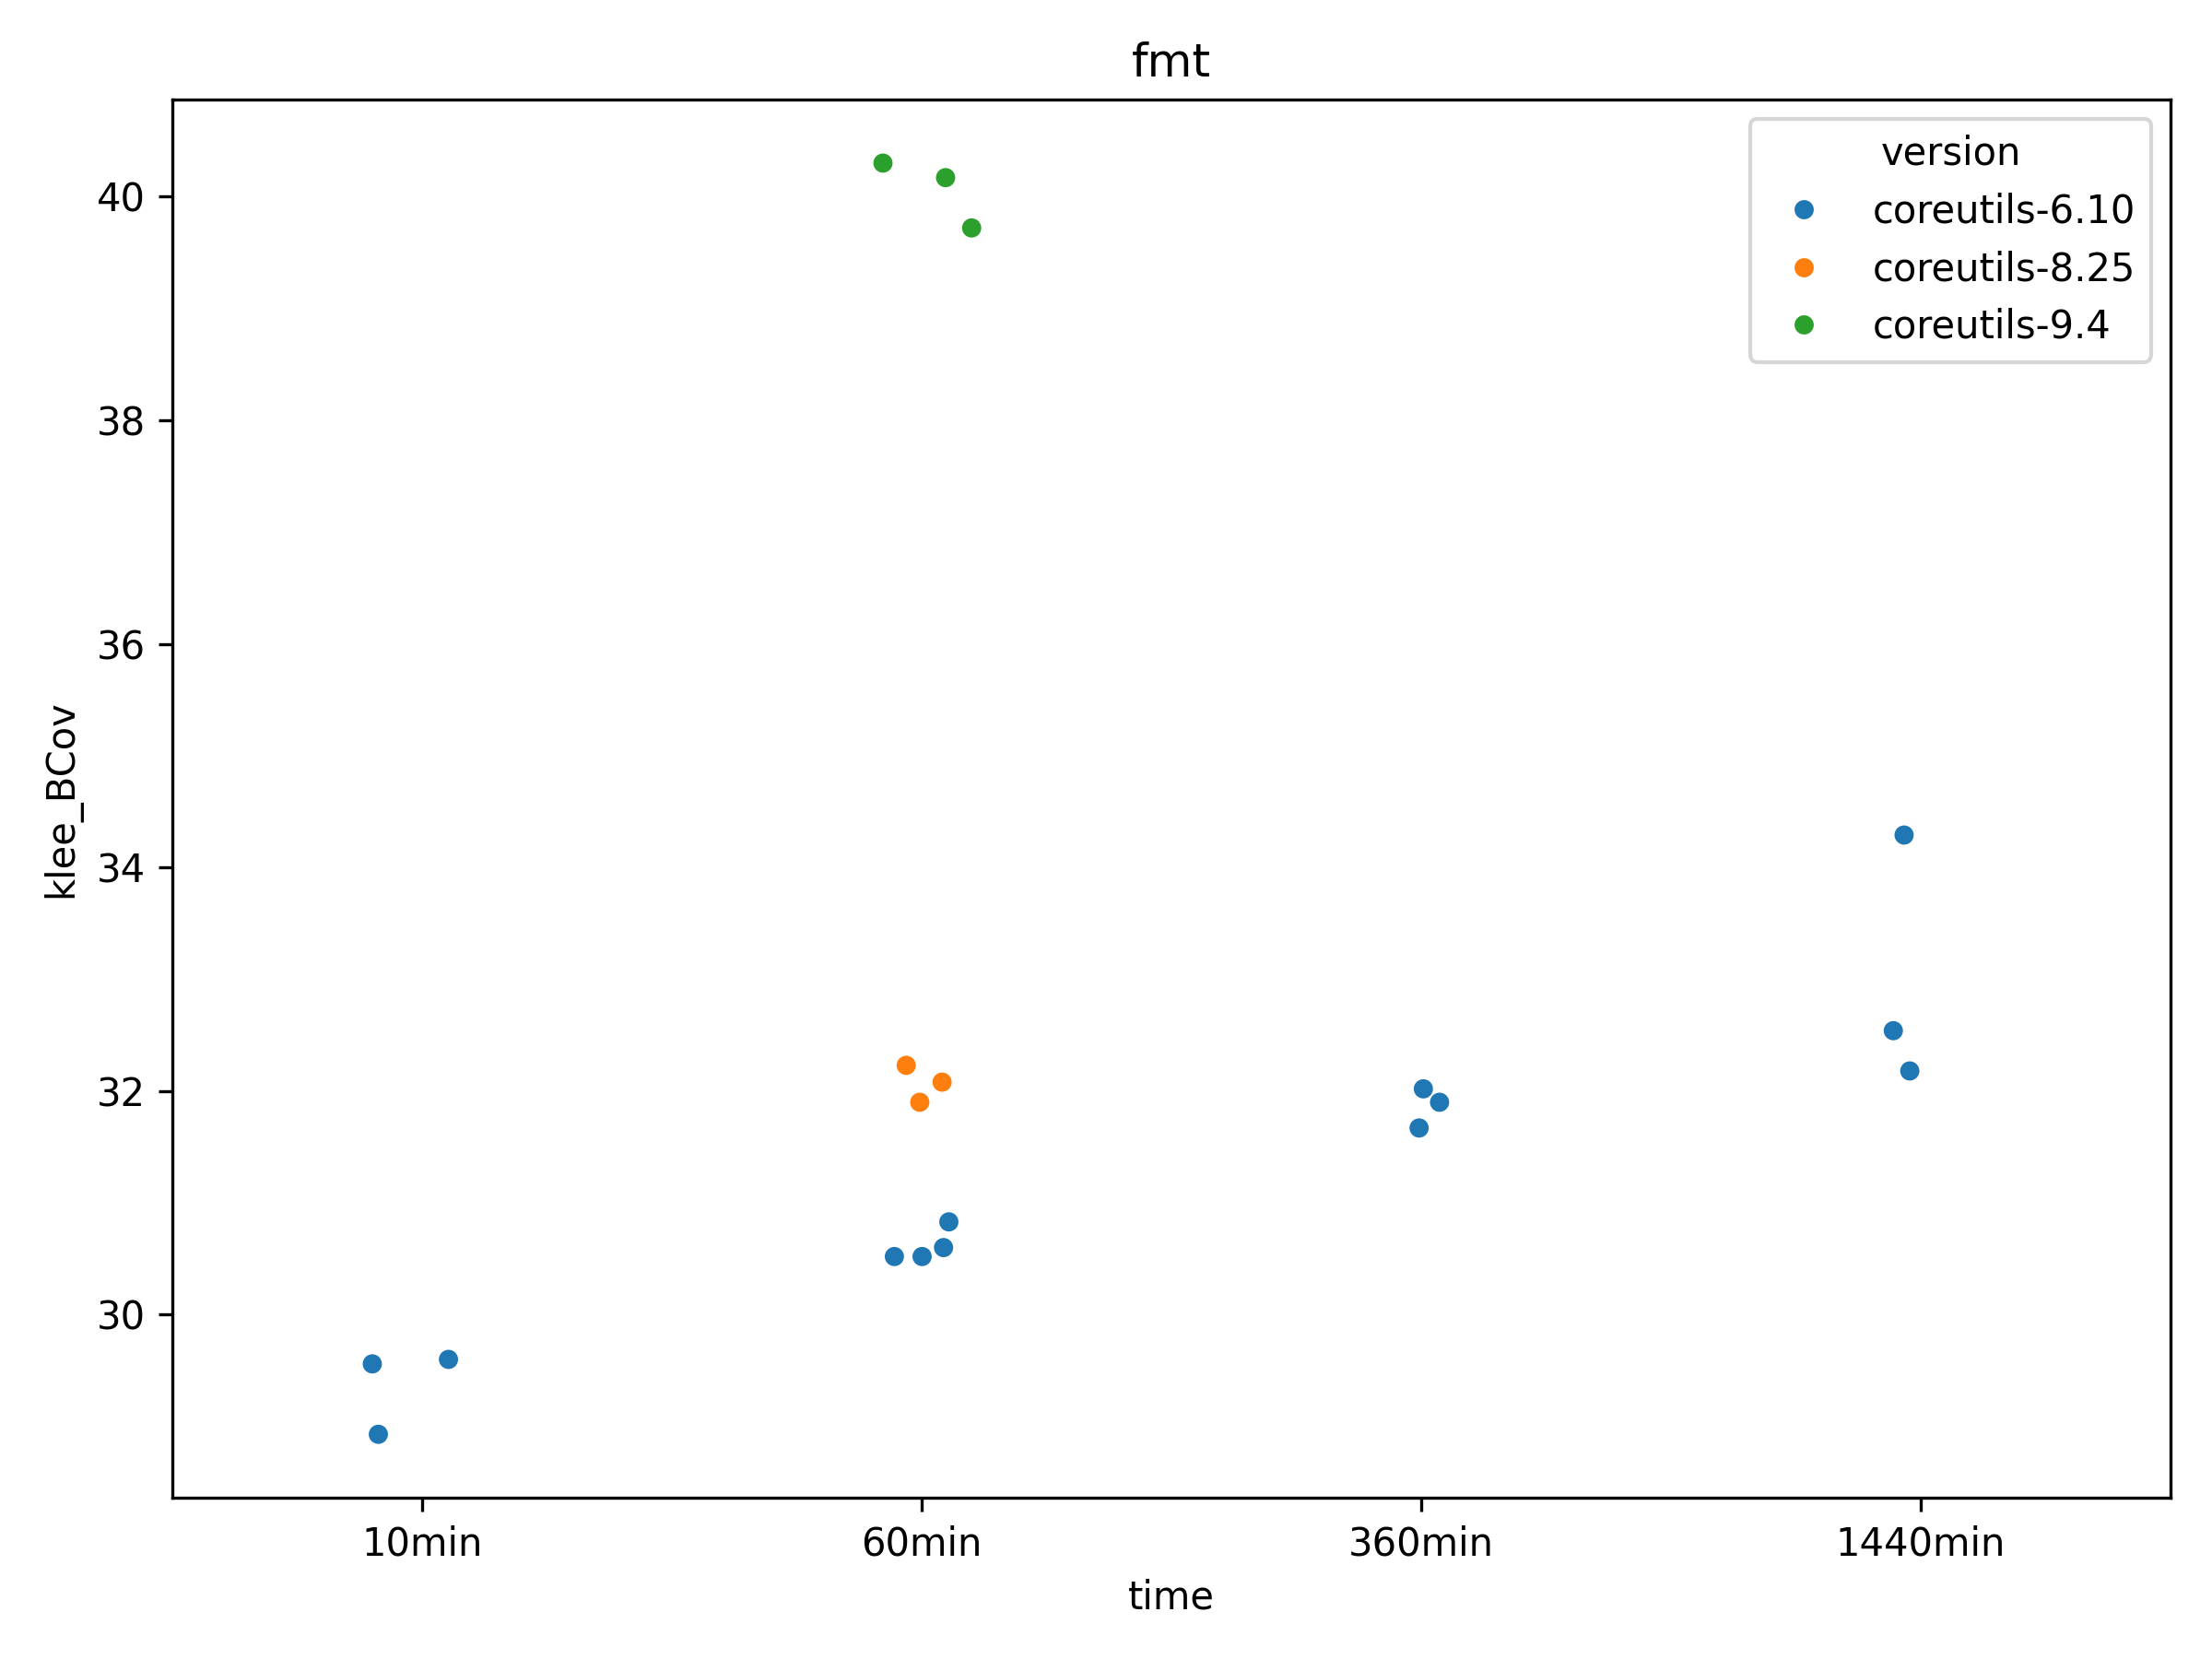 fmt
version
coreutils-6.10
coreutils-8.25
coreutils-9.4
klee_BCov
40
38
36
34
32
30
10min 60min 360min 1440min
time